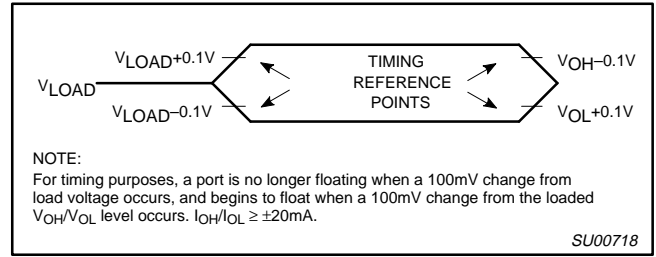 VLOAD+0.1V
TIMING
VOH–0.1V
VLOAD
REFERENCE
VLOAD–0.1V
POINTS
VOL+0.1V
NOTE:
For timing purposes, a port is no longer floating when a 100mV change from
load voltage occurs, and begins to float when a 100mV change from the loaded
VOH/VOL level occurs. IOH/IOL ≥ ±20mA.
SU00718